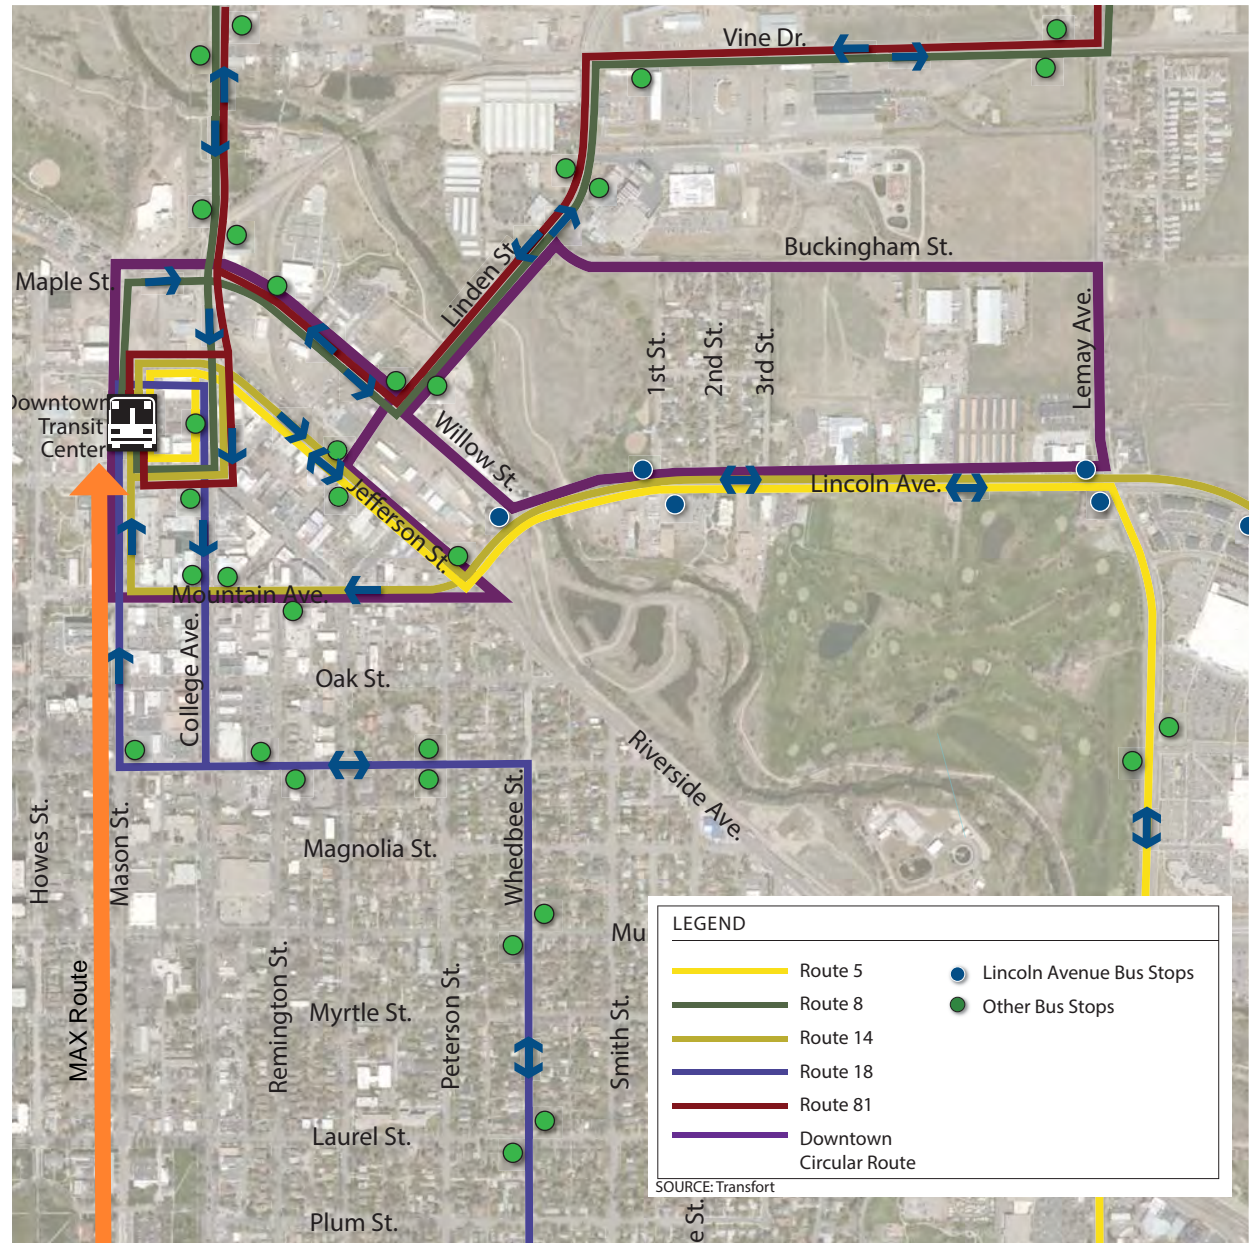 Vine Dr.
Buckingham St.
Maple St.
Linden St.
1st St.
2nd St.
3rd St.
Lemay Ave.
Downtown
Transit
Center
Willow St.
Lincoln Ave.
Jefferson St.
Mountain Ave.
College Ave.
Oak St.
Riverside Ave.
Howes St.
Mason St.
Magnolia St.
Whedbee St.
MAX Route
Remington St.
Myrtle St.
Peterson St.
Smith St.
Mu
Laurel St.
Plum St.
e St.
LEGEND
Route 5
Route 8
Route 14
Route 18
Route 81
Downtown
Circular Route
Lincoln Avenue Bus Stops
Other Bus Stops
SOURCE: Transfort